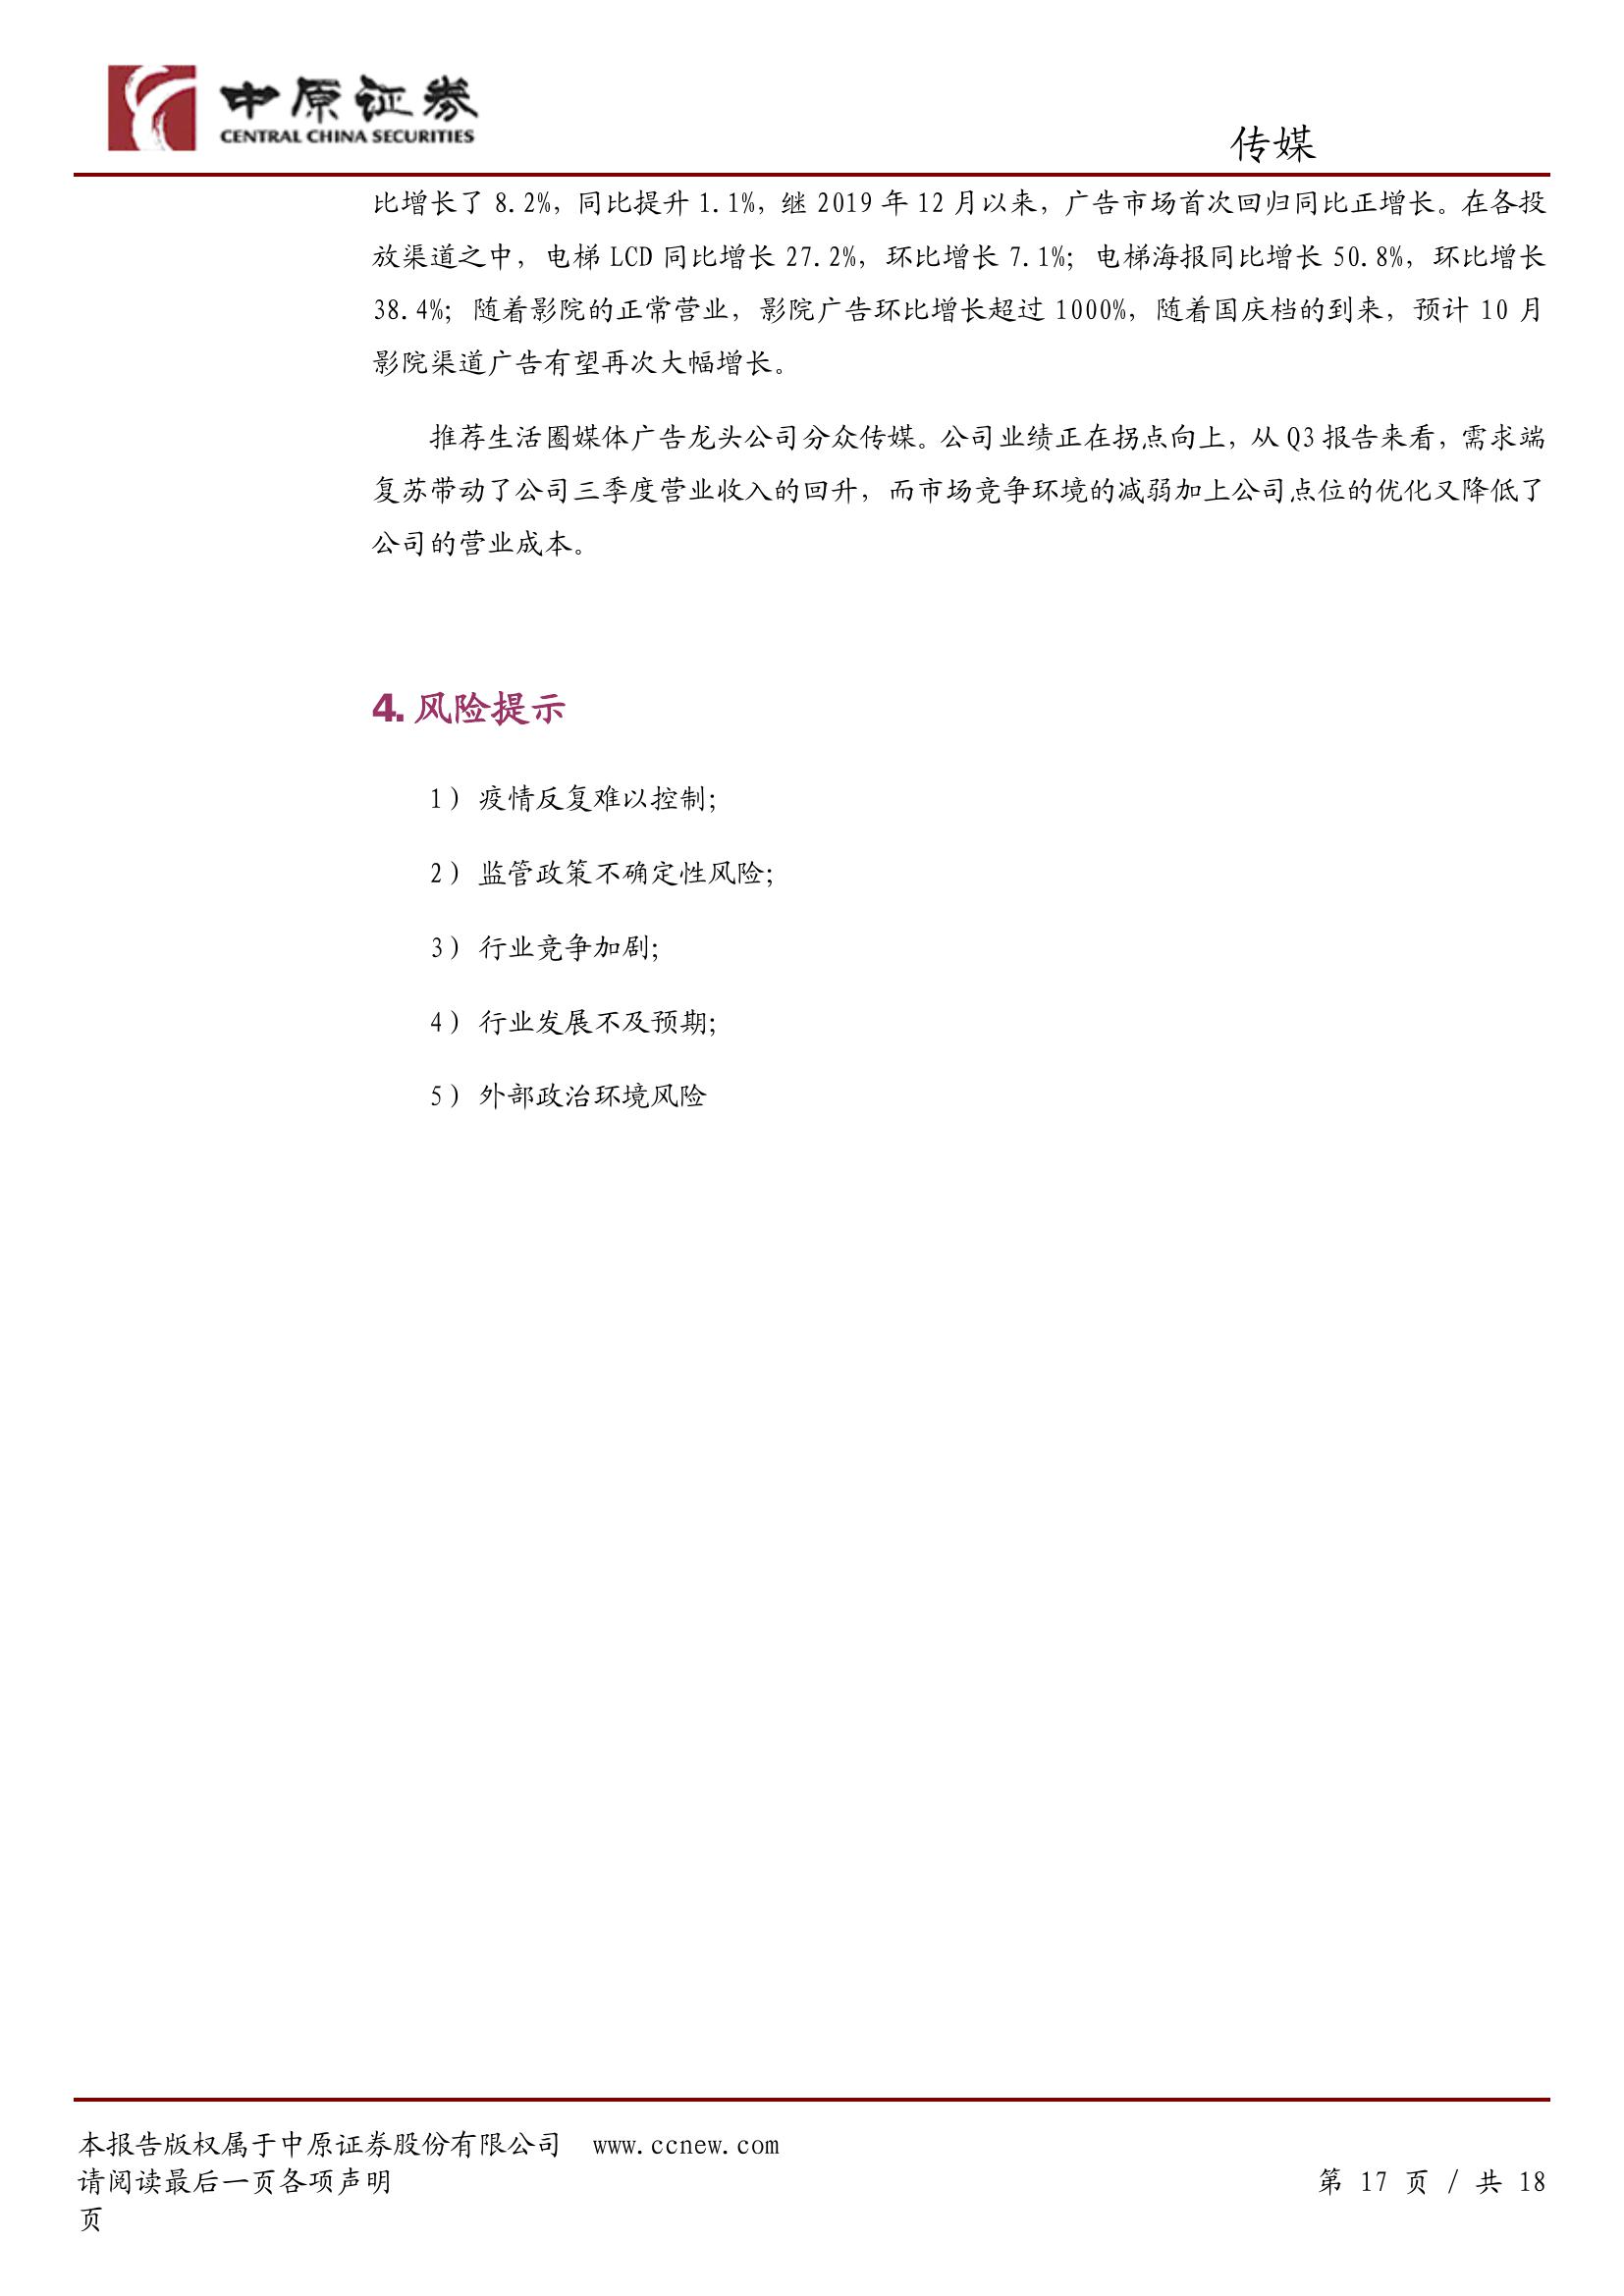 中原证券
CENTRAL CHINA SECURITIES
传媒
比增长了 8.2%，同比提升 1.1%，继 2019 年 12 月以来，广告市场首次回归同比正增长。在各投
放渠道之中，电梯 LCD 同比增长 27.2%，环比增长 7.1%；电梯海报同比增长 50.8%，环比增长
38.4%；随着影院的正常营业，影院广告环比增长超过 1000%，随着国庆档的到来，预计 10 月
影院渠道广告有望再次大幅增长。
推荐生活圈媒体广告龙头公司分众传媒。公司业绩正在拐点向上，从 Q3 报告来看，需求端
复苏带动了公司三季度营业收入的回升，而市场竞争环境的减弱加上公司点位的优化又降低了
公司的营业成本。
4. 风险提示
1） 疫情反复难以控制；
2） 监管政策不确定性风险；
3） 行业竞争加剧；
4） 行业发展不及预期；
5） 外部政治环境风险
本报告版权属于中原证券股份有限公司 www.ccnew.com
请阅读最后一页各项声明 第 17 页 / 共 18
页